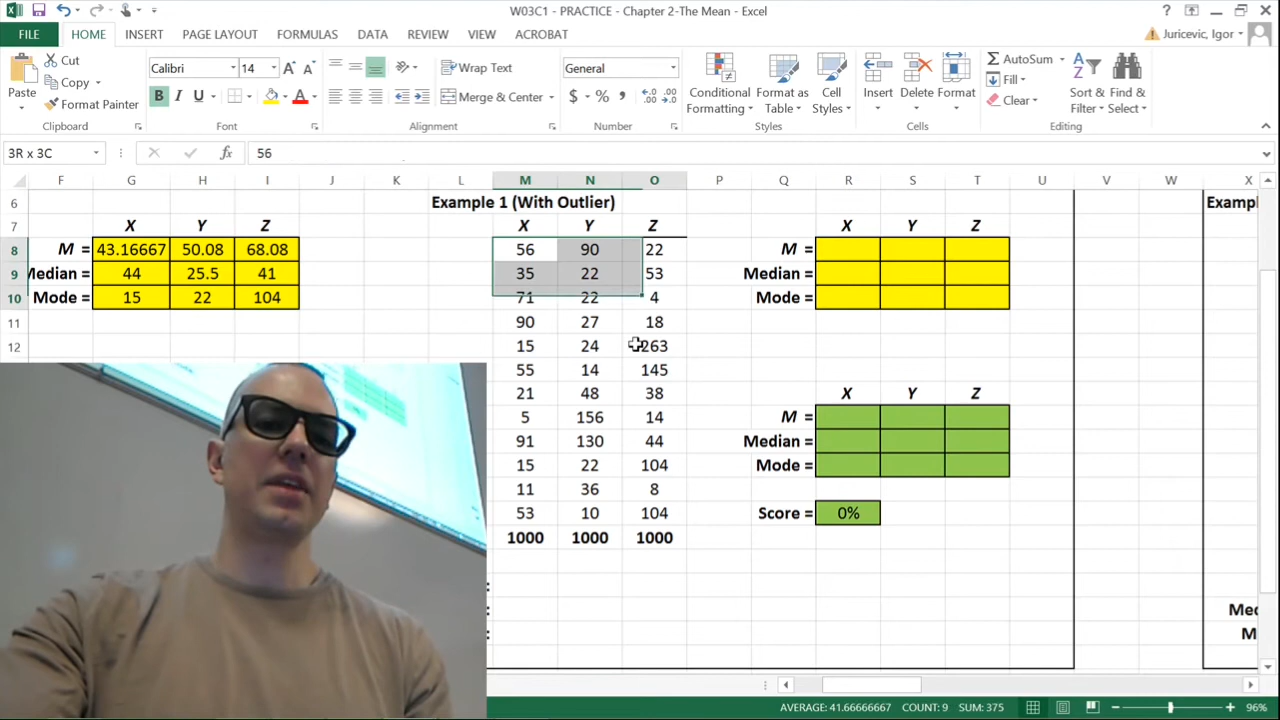 W03C1 - PRACTICE - Chapter 2-The Mean - Excel
FILE HOME INSERT PAGE LAYOUT FORMULAS DATA REVIEW VIEW ACROBAT Juricevic, Igor
Cut
Copy
Format Painter
Paste
Clipboard
Calibri 14
B I U
Font
Wrap Text
Merge & Center
Alignment
General
$ % ,
Number
Conditional Formatting
Format as Table
Cell Styles
Styles
Insert Delete Format
Cells
AutoSum
Fill
Clear
Sort & Filter
Find & Select
Editing
3R x 3C fx 56
F G H I J K L M N O P Q R S T U V W X
6 Example 1 (With Outlier) Examp
7 X Y Z X Y Z X Y Z
8 M = 43.16667 50.08 68.08 56 90 22 M =
9 Median = 44 25.5 41 35 22 53 Median =
10 Mode = 15 22 104 71 22 4 Mode =
11 90 27 18
12 15 24 263
55 14 145
21 48 38 X Y Z
5 156 14 M =
91 130 44 Median =
15 22 104 Mode =
11 36 8
53 10 104 Score = 0%
1000 1000 1000
:
: Med
: M
AVERAGE: 41.66666667 COUNT: 9 SUM: 375 96%